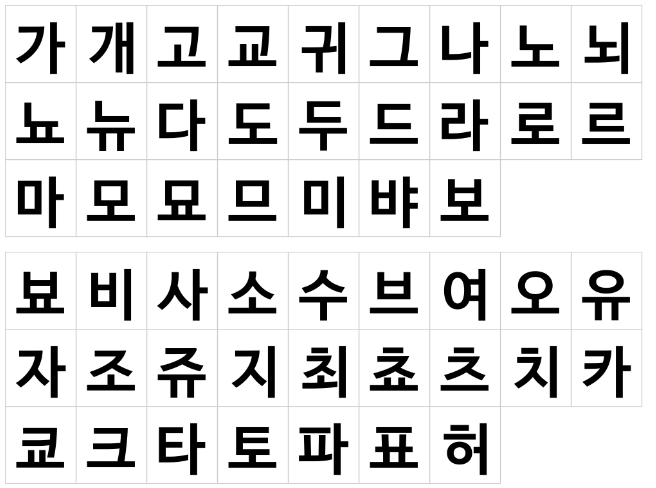 가 개 고 교 귀 그 나 노 뇌
뇨 뉴 다 도 두 드 라 로 르
마 모 묘 므 미 뱌 보
뵤 비 사 소 수 브 여 오 유
자 조 쥬 지 최 쵸 츠 치 카
쿄 크 타 토 파 표 허